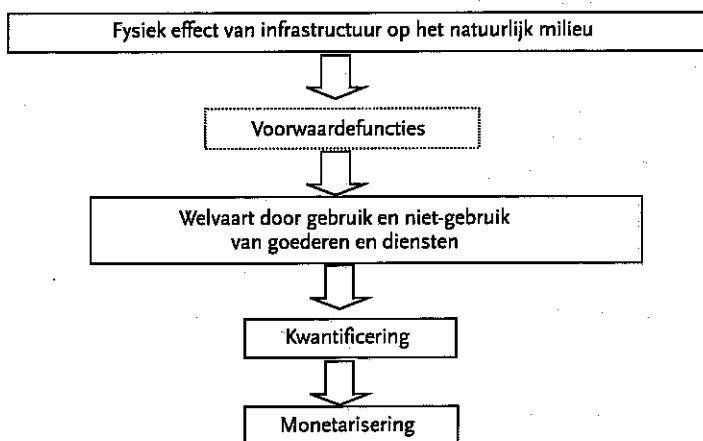 Fysiek effect van infrastructuur op het natuurlijk milieu
Voorwaardefuncties
Welvaart door gebruik en niet-gebruik
van goederen en diensten
Kwantificering
Monetarisering